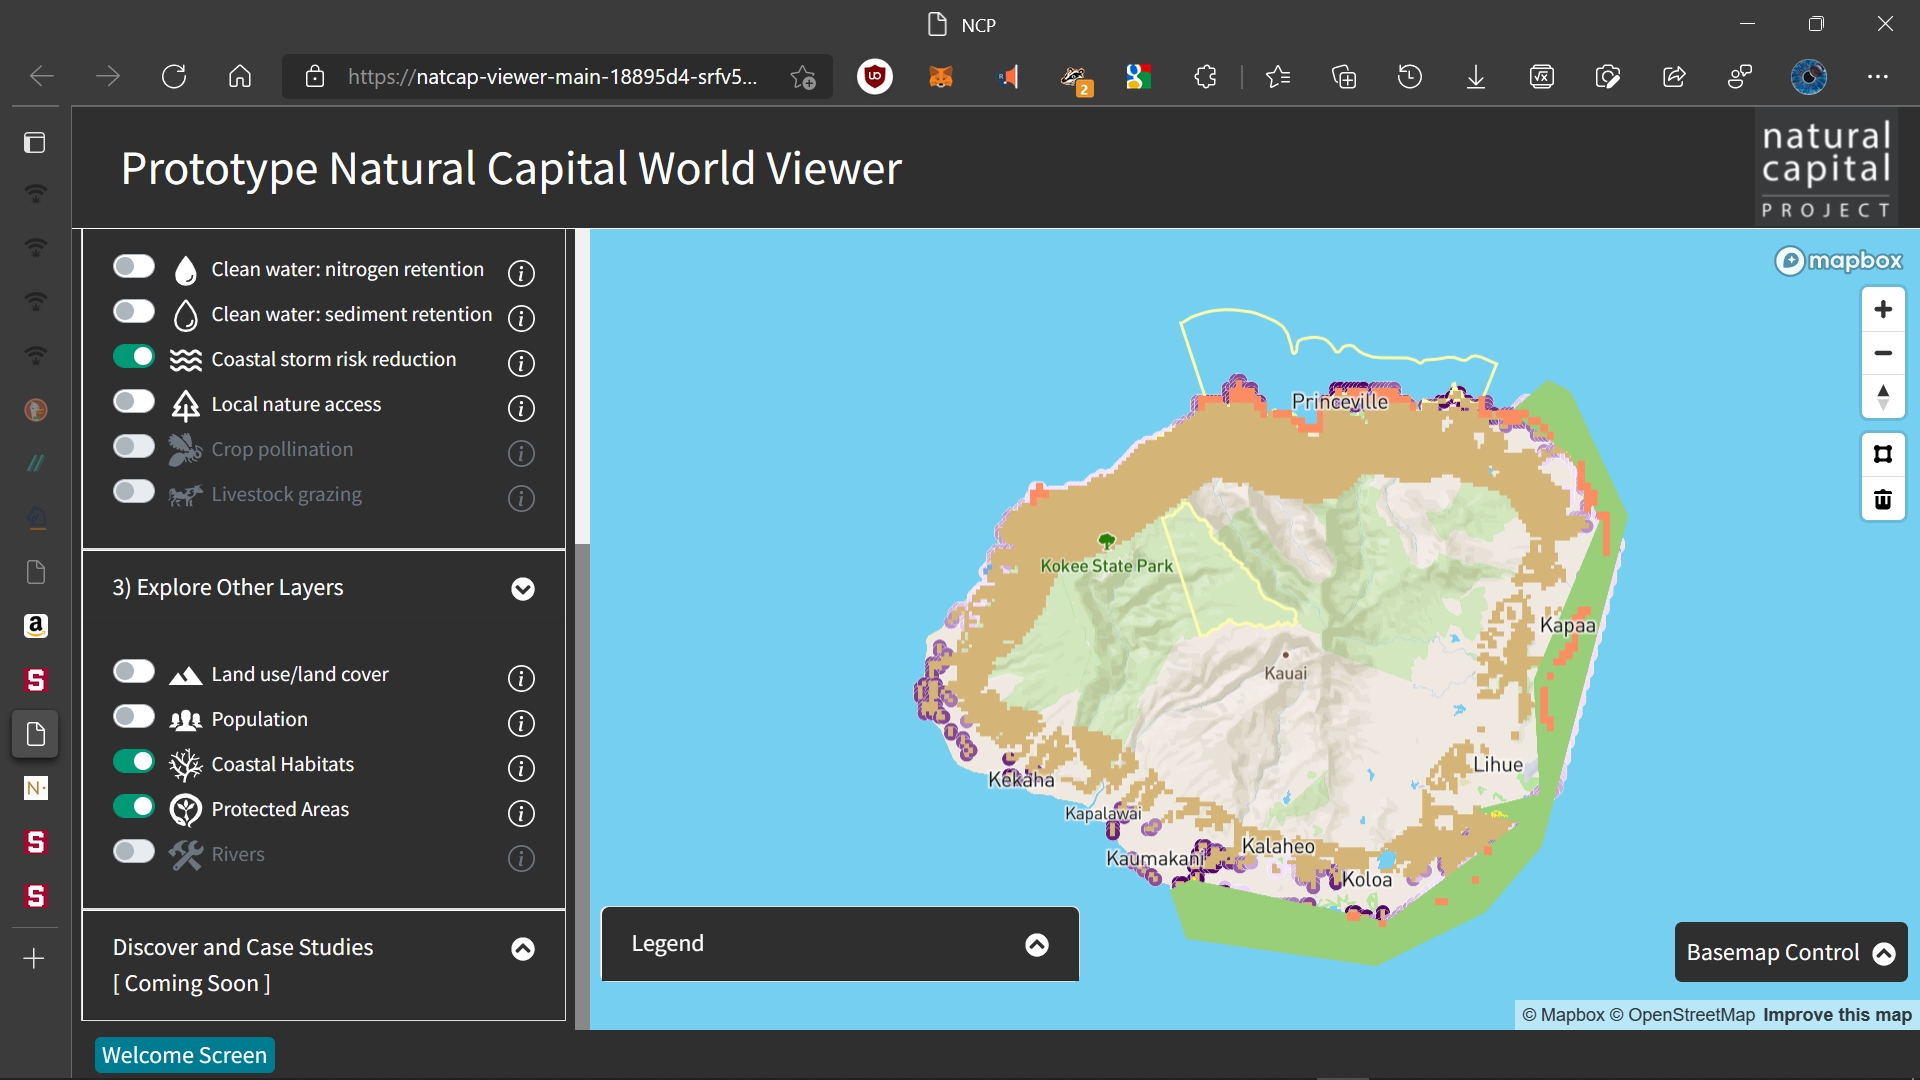 NCP
https://natcap-viewer-main-18895d4-srfv5...
2
Prototype Natural Capital World Viewer
natural
capital
PROJECT
Clean water: nitrogen retention
Clean water: sediment retention
Coastal storm risk reduction
Local nature access
Crop pollination
Livestock grazing
3) Explore Other Layers
Land use/land cover
Population
Coastal Habitats
Protected Areas
Rivers
Discover and Case Studies
[ Coming Soon ]
Welcome Screen
mapbox
Princeville
Kokee State Park
Kapaa
Kauai
Lihue
Kekaha
Kapalawai
Kaumakani
Kalaheo
Koloa
Legend
Basemap Control
© Mapbox © OpenStreetMap Improve this map